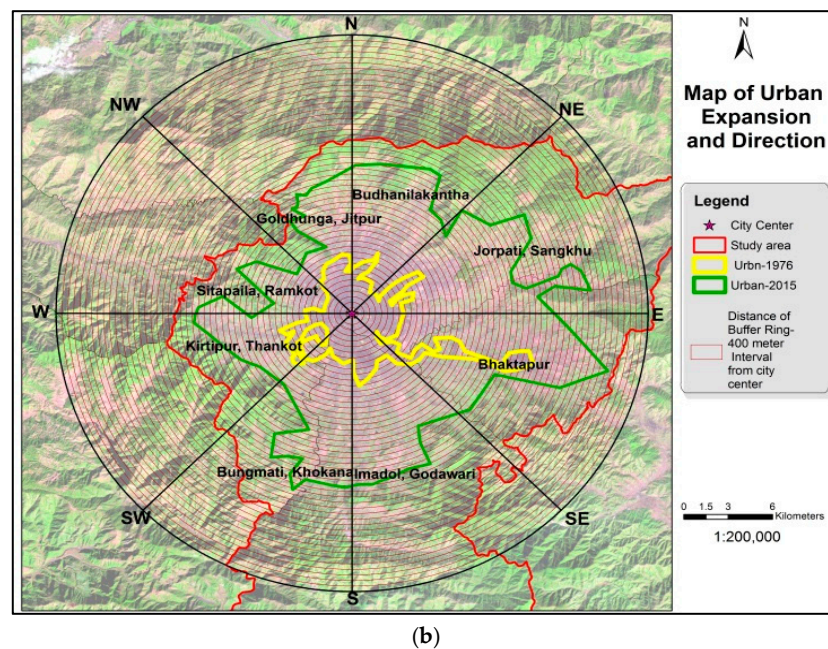 N
NW
NE
Budhanilakantha
Goldhunga, Jitpur
Jorpati, Sangkhu
Sitapaila, Ramkot
W
E
Kirtipur, Thankot
Bhaktapur
Bungmati, Khokana
Imadol, Godawari
SW
SE
S
N
Map of Urban
Expansion
and Direction
Legend
City Center
Study area
Urbn-1976
Urban-2015
Distance of
Buffer Ring-
400 meter
Interval
from city
center
0 1.5 3 6
Kilometers
1:200,000
(b)